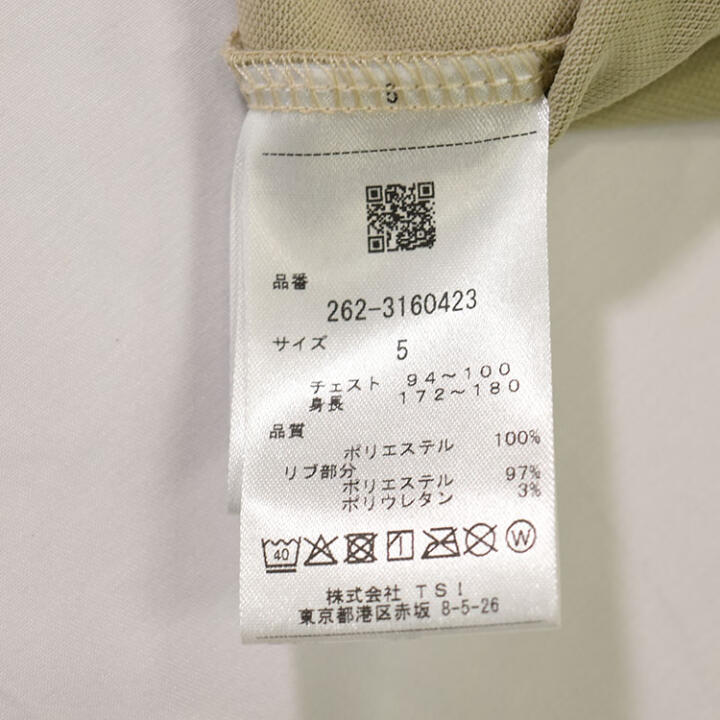 6
品番
262-3160423
サイズ 5
チェスト 94～100
身長 172～180
品質
ポリエステル 100%
リブ部分
ポリエステル 97%
ポリウレタン 3%
40 W
株式会社 TSI
東京都港区赤坂 8-5-26